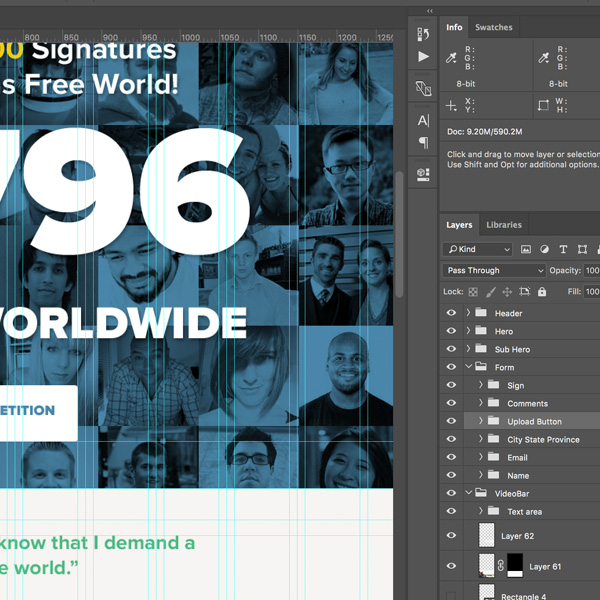 800 850 900 950 1000 1050 1100 1150 1200
00 Signatures
s Free World!
796
WORLDWIDE
ETITION
know that I demand a
e world.”
Info Swatches
R:
G:
B:
R:
G:
B:
8-bit
8-bit
X:
Y:
W:
H:
Doc: 9.20M/590.2M
Click and drag to move layer or selection
Use Shift and Opt for additional options.
Layers Libraries
Kind
Pass Through Opacity: 100
Lock: Fill: 100
Header
Hero
Sub Hero
Form
Sign
Comments
Upload Button
City State Province
Email
Name
VideoBar
Text area
Layer 62
Layer 61
Rectangle 4